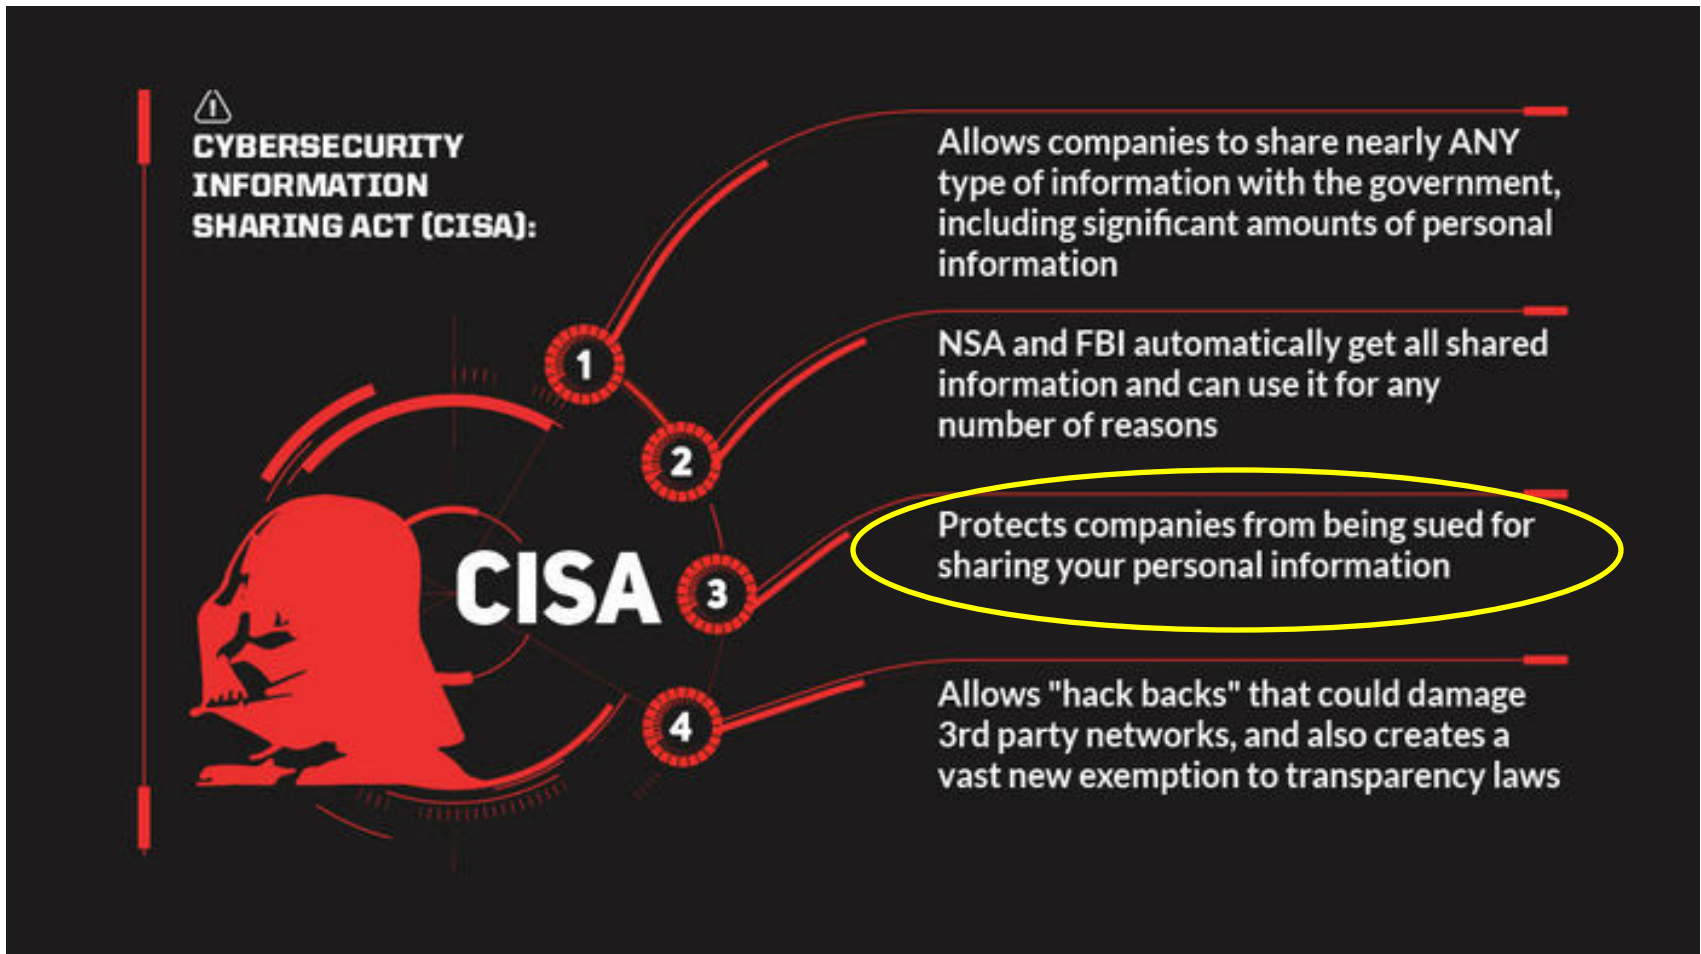 CYBERSECURITY
INFORMATION
SHARING ACT (CISA):
CISA
1
Allows companies to share nearly ANY
type of information with the government,
including significant amounts of personal
information
2
NSA and FBI automatically get all shared
information and can use it for any
number of reasons
3
Protects companies from being sued for
sharing your personal information
4
Allows "hack backs" that could damage
3rd party networks, and also creates a
vast new exemption to transparency laws